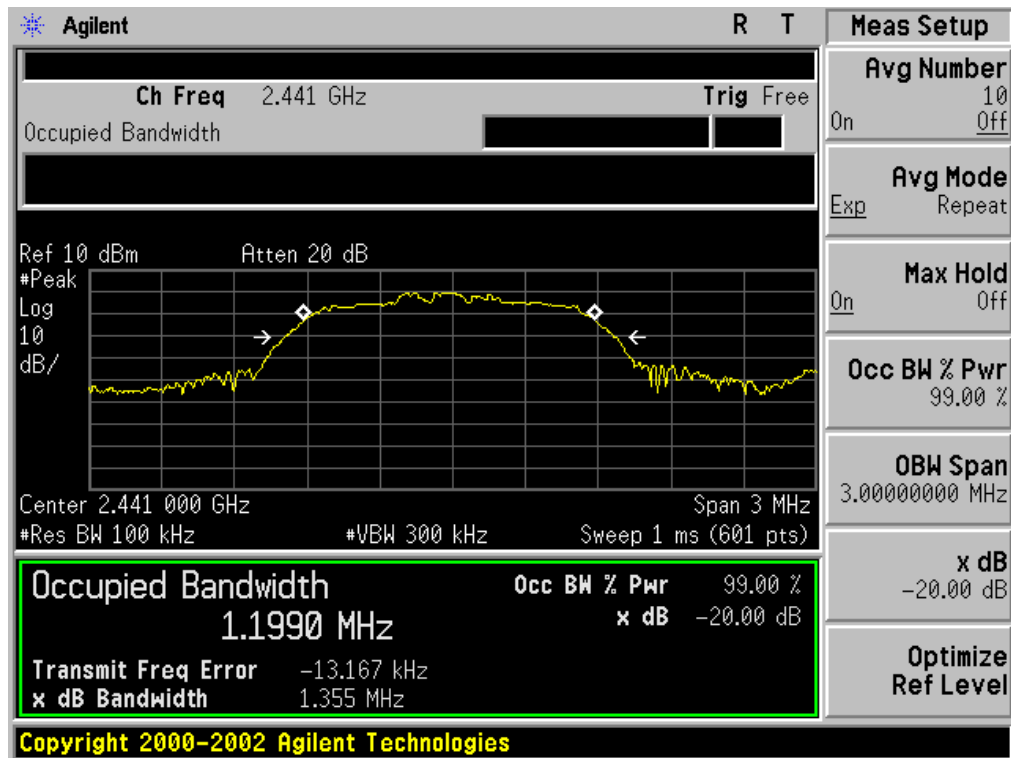 Agilent R T
Ch Freq 2.441 GHz Trig Free
Occupied Bandwidth
Ref 10 dBm Atten 20 dB
#Peak
Log
10
dB/
Center 2.441 000 GHz Span 3 MHz
#Res BW 100 kHz #VBW 300 kHz Sweep 1 ms (601 pts)
Occupied Bandwidth Occ BW % Pwr 99.00 %
1.1990 MHz x dB -20.00 dB
Transmit Freq Error -13.167 kHz
x dB Bandwidth 1.355 MHz
Copyright 2000-2002 Agilent Technologies
Meas Setup
Avg Number
10
On Off
Avg Mode
Exp Repeat
Max Hold
On Off
Occ BW % Pwr
99.00 %
OBW Span
3.00000000 MHz
x dB
-20.00 dB
Optimize
Ref Level